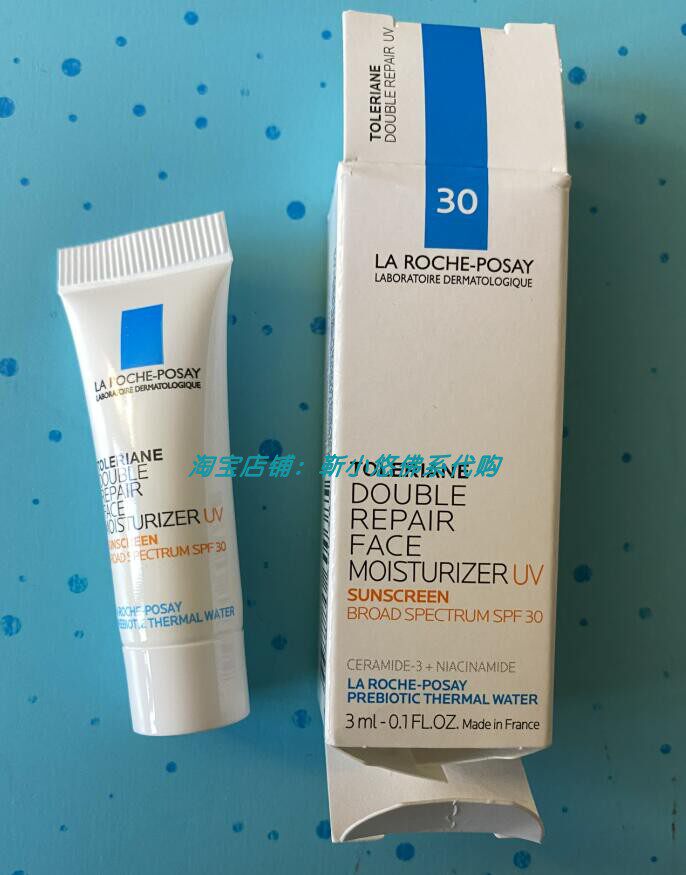 TOLERIANE
DOUBLE REPAIR UV
30
LA ROCHE-POSAY
LABORATOIRE DERMATOLOGIQUE
TOLERIANE
DOUBLE
REPAIR
FACE
MOISTURIZER UV
SUNSCREEN
BROAD SPECTRUM SPF 30
CERAMIDE-3 + NIACINAMIDE
LA ROCHE-POSAY
PREBIOTIC THERMAL WATER
3 ml - 0.1 FL.OZ. Made in France
LA ROCHE-POSAY
LABORATOIRE DERMATOLOGIQUE
TOLERIANE
DOUBLE
REPAIR
FACE
MOISTURIZER UV
SUNSCREEN
BROAD SPECTRUM SPF 30
LA ROCHE-POSAY
PREBIOTIC THERMAL WATER
淘宝店铺：靳小悠佛系代购